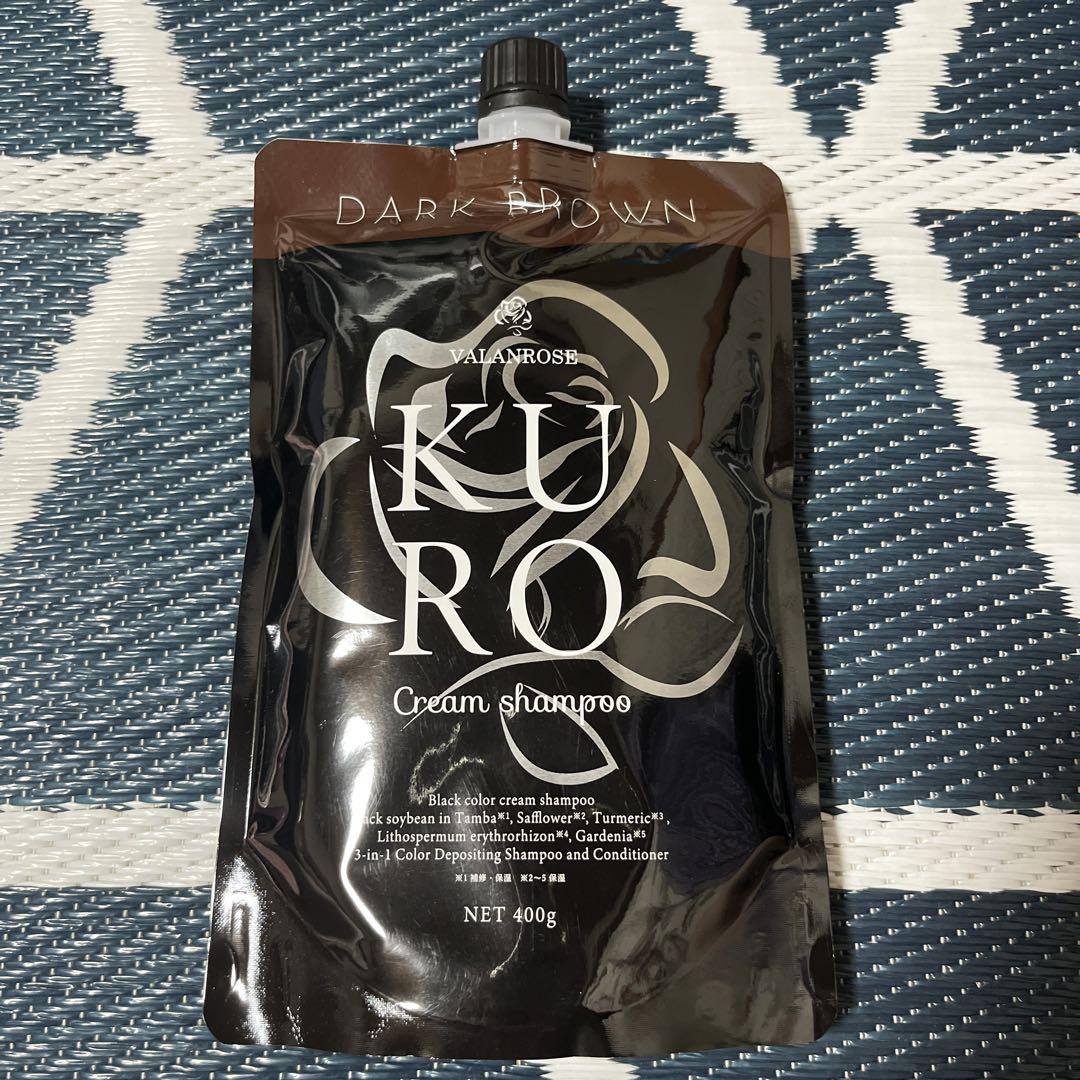 DARK BROWN
VALANROSE
KU
RO
Cream shampoo
Black color cream shampoo
soybean in Tamba※1, Safflower※2, Turmeric※3,
Lithospermum erythrorhizon※4, Gardenia※5
3-in-1 Color Depositing Shampoo and Conditioner
※1 補修・保湿 ※2〜5 保湿
NET 400g